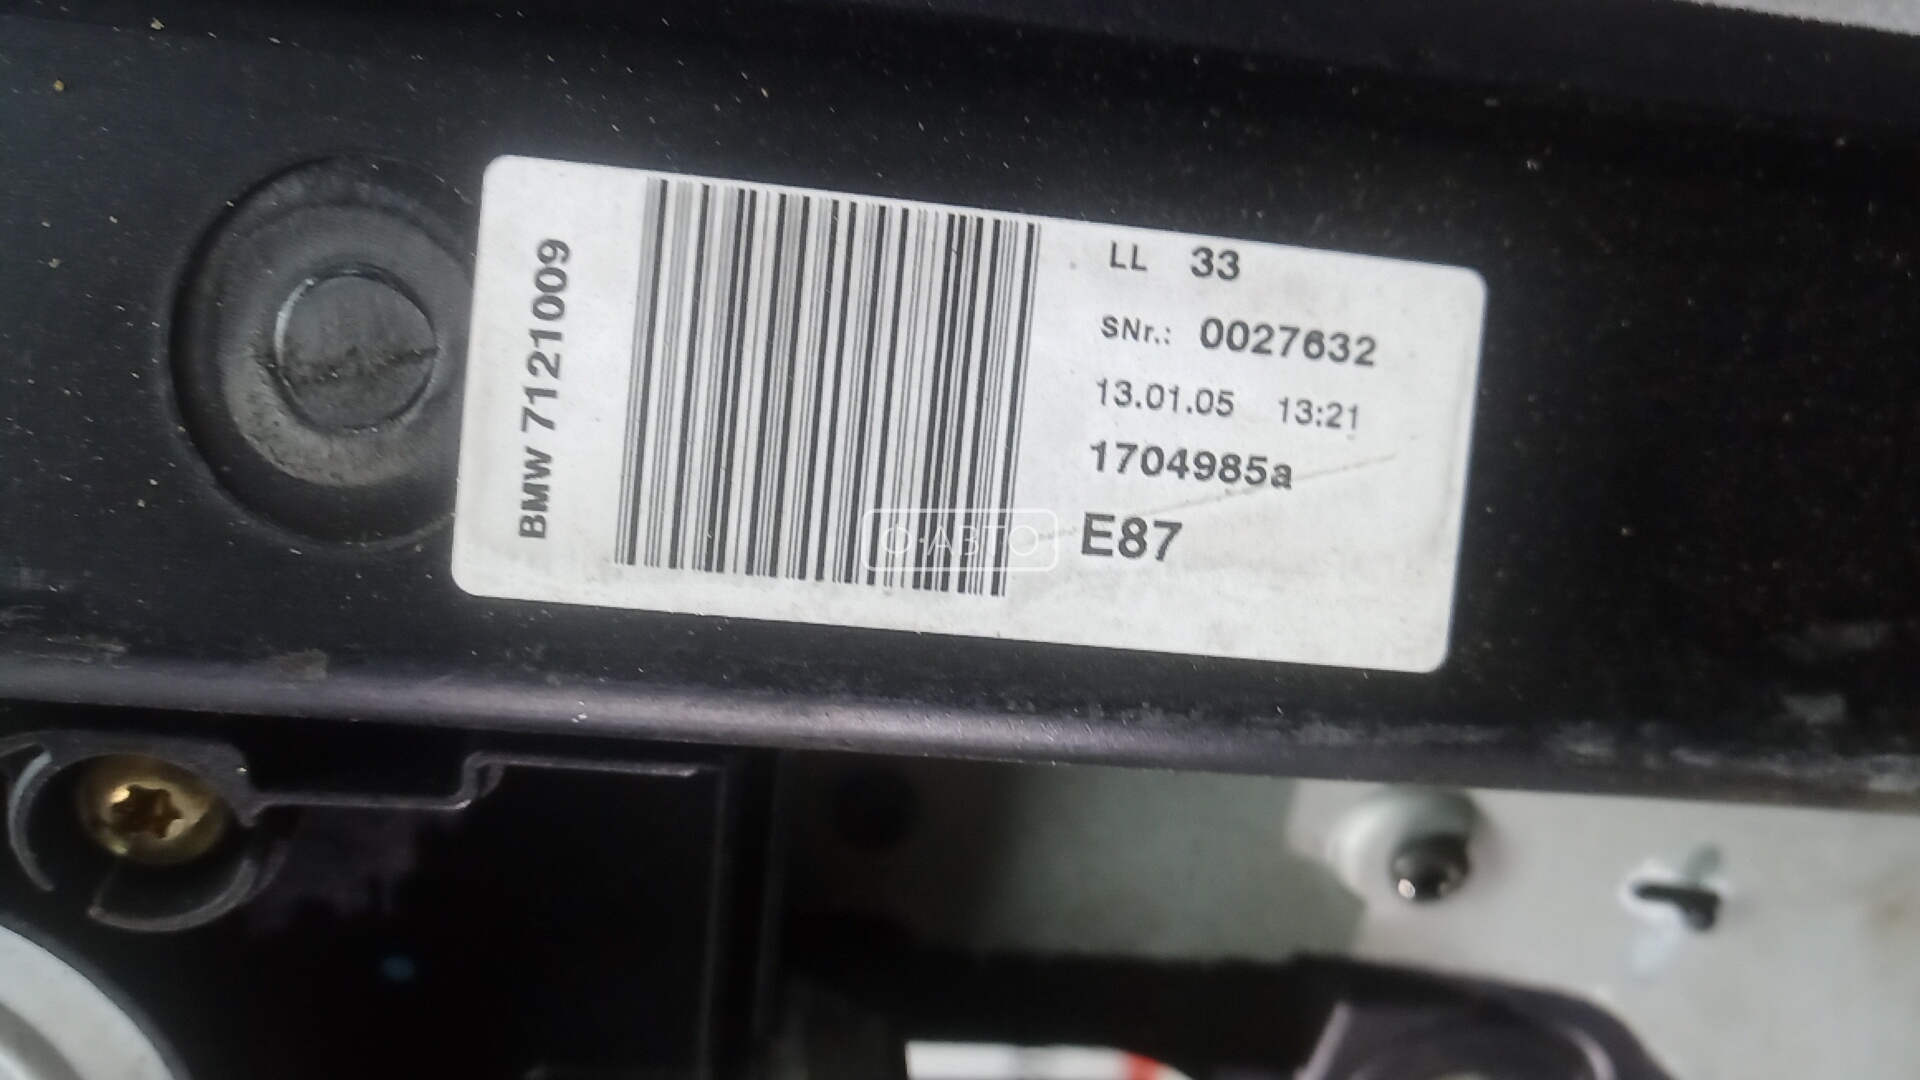 BMW 7121009
LL 33
SNr.: 0027632
13.01.05 13:21
1704985a
E87
О·АВТО